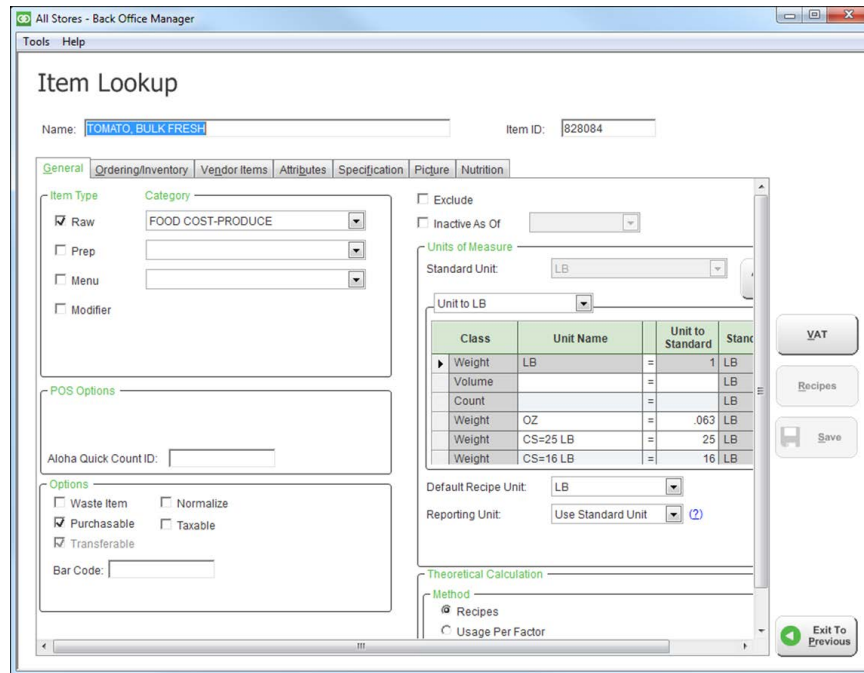 All Stores - Back Office Manager
Tools Help
Item Lookup
Name: TOMATO, BULK FRESH Item ID: 828084
General Ordering/Inventory Vendor Items Attributes Specification Picture Nutrition
Item Type Category
Raw FOOD COST-PRODUCE
Prep
Menu
Modifier
POS Options
Aloha Quick Count ID:
Options
Waste Item Normalize
Purchasable Taxable
Transferable
Bar Code:
Exclude
Inactive As Of
Units of Measure
Standard Unit: LB
Unit to LB
Class Unit Name Unit to Standard Stand
Weight LB = 1 LB
Volume = LB
Count = LB
Weight OZ = .063 LB
Weight CS=25 LB = 25 LB
Weight CS=16 LB = 16 LB
Default Recipe Unit: LB
Reporting Unit: Use Standard Unit (?)
Theoretical Calculation
Method
Recipes
Usage Per Factor
VAT
Recipes
Save
Exit To
Previous